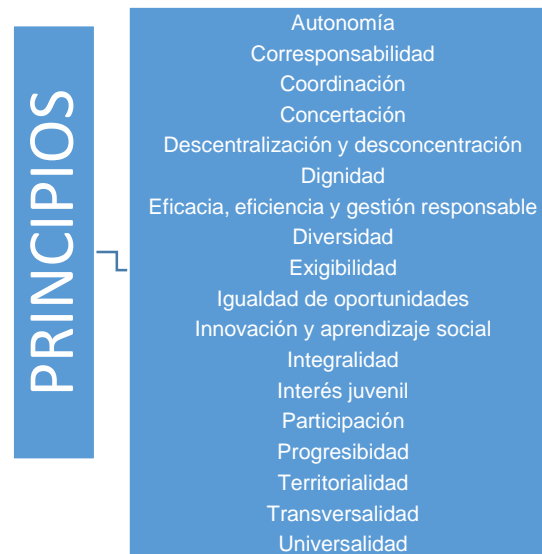 PRINCIPIOS
Autonomía
Corresponsabilidad
Coordinación
Concertación
Descentralización y desconcentración
Dignidad
Eficacia, eficiencia y gestión responsable
Diversidad
Exigibilidad
Igualdad de oportunidades
Innovación y aprendizaje social
Integralidad
Interés juvenil
Participación
Progresibidad
Territorialidad
Transversalidad
Universalidad